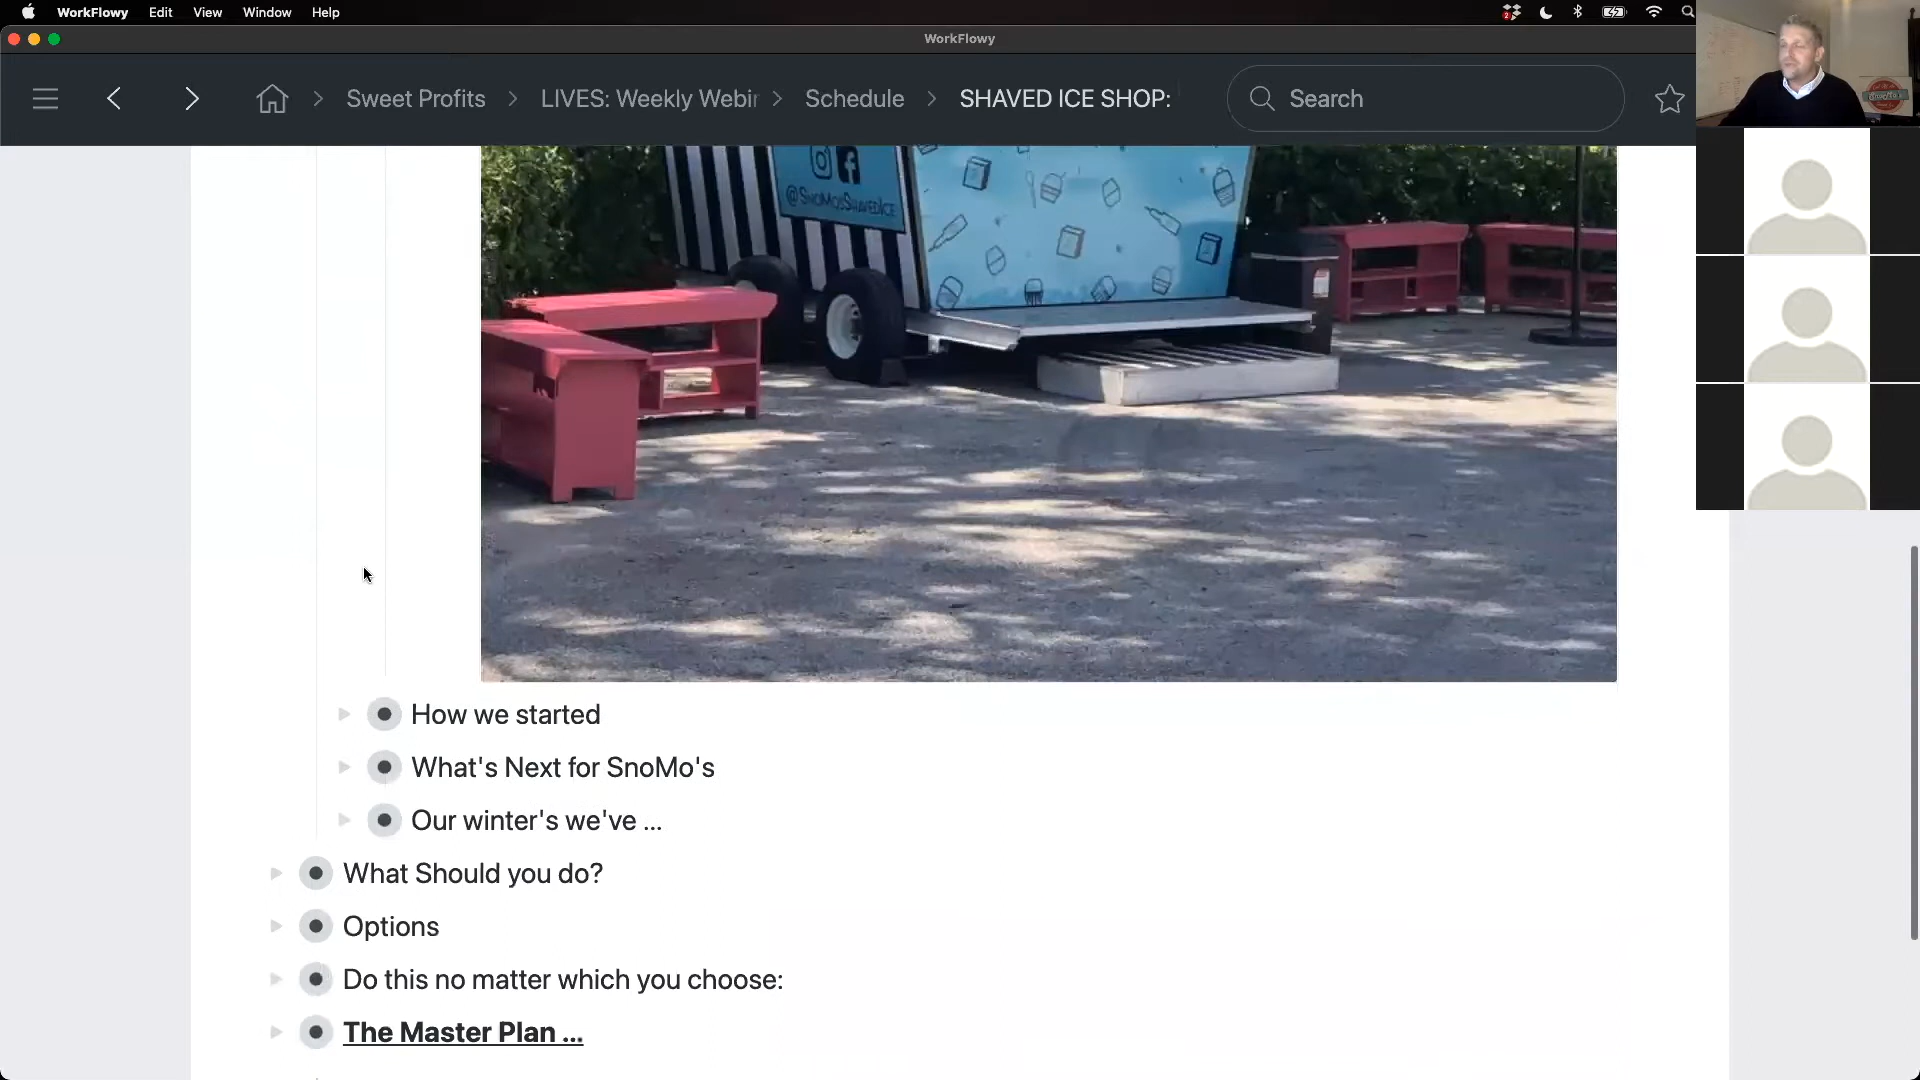 WorkFlowy Edit View Window Help
WorkFlowy
Sweet Profits LIVES: Weekly Webir Schedule SHAVED ICE SHOP: Search
@SNOMOSSHAVEDICE
How we started
What's Next for SnoMo's
Our winter's we've ...
What Should you do?
Options
Do this no matter which you choose:
The Master Plan ...